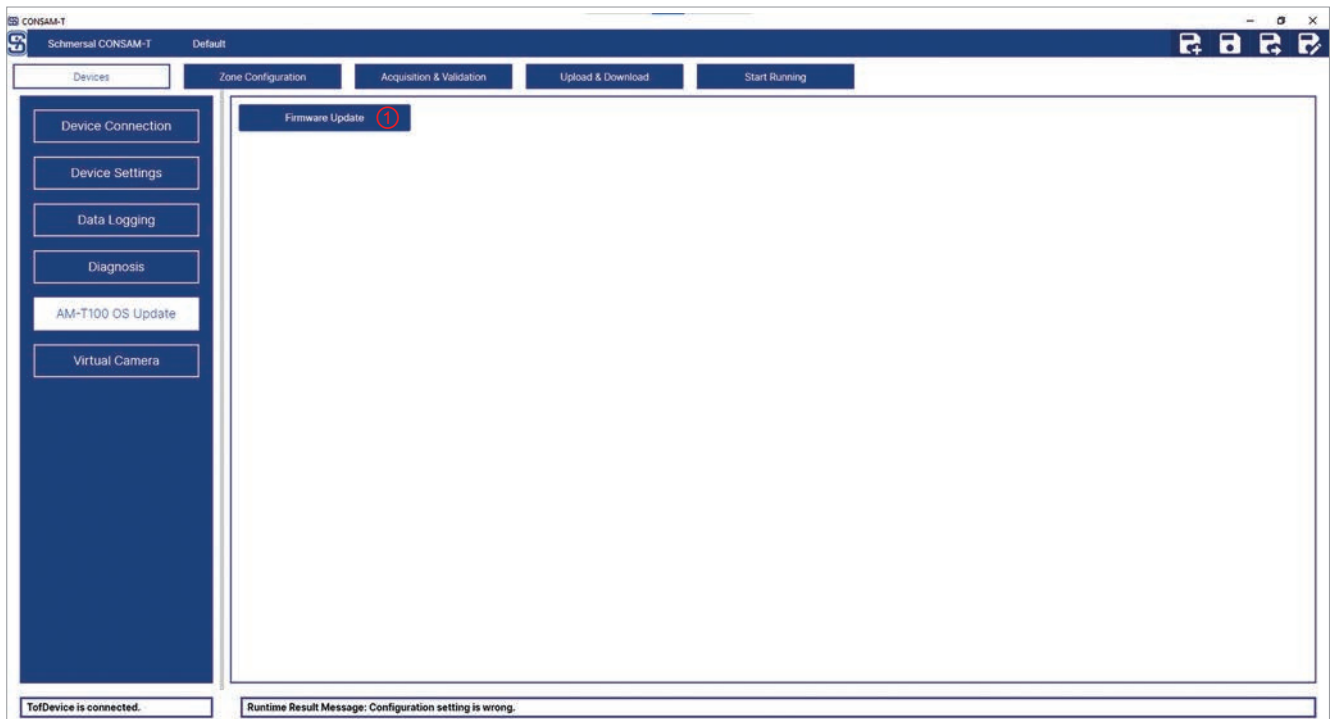 CONSAM-T
Schmersal CONSAM-T Default
Devices Zone Configuration Acquisition & Validation Upload & Download Start Running
Device Connection
Device Settings
Data Logging
Diagnosis
AM-T100 OS Update
Virtual Camera
Firmware Update 1
TofDevice is connected.
Runtime Result Message: Configuration setting is wrong.